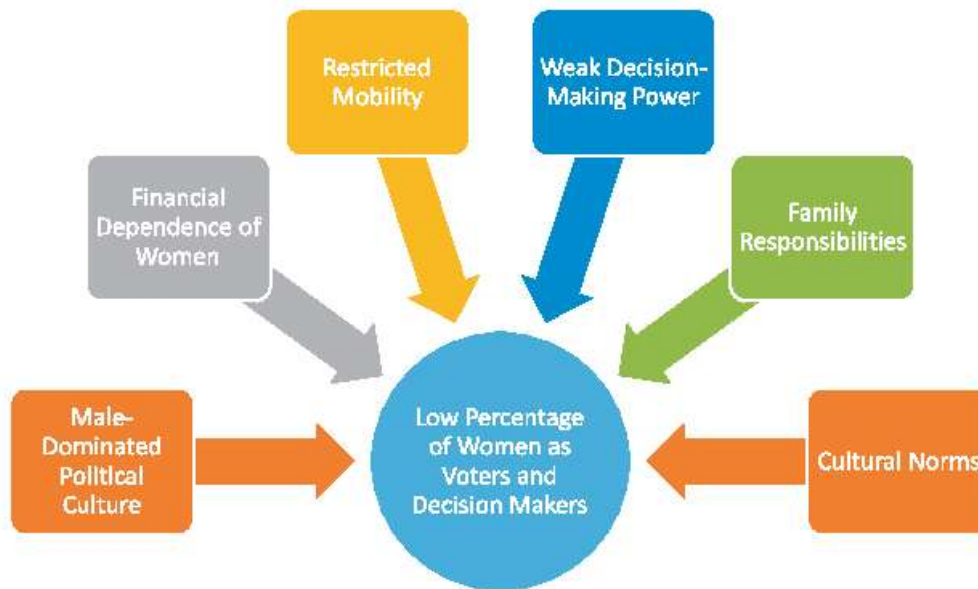 Restricted
Mobility
Weak Decision-
Making Power
Financial
Dependence of
Women
Family
Responsibilities
Male-
Dominated
Political
Culture
Low Percentage
of Women as
Voters and
Decision Makers
Cultural Norms